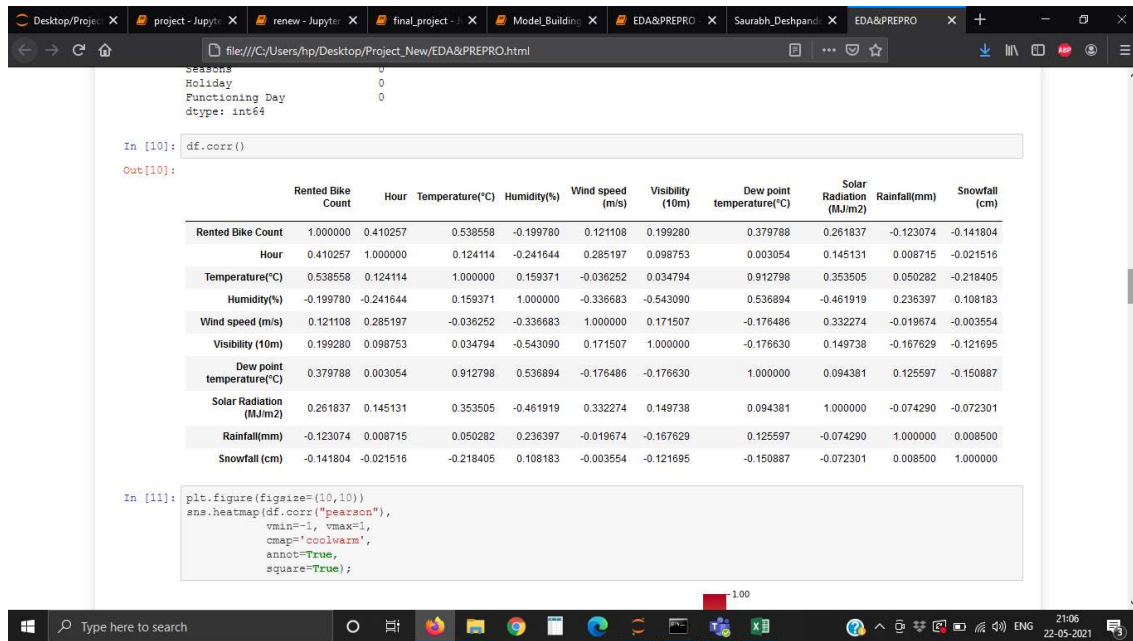 Desktop/Project
project - Jupyte
renew - Jupyter
final_project - J
Model_Building
EDA&PREPRO -
Saurabh_Deshpand
EDA&PREPRO
file:///C:/Users/hp/Desktop/Project_New/EDA&PREPRO.html
ABP
Seasons 0
Holiday 0
Functioning Day 0
dtype: int64
In [10]: df.corr()
Out[10]:
Rented Bike Count Hour Temperature(°C) Humidity(%) Wind speed (m/s) Visibility (10m) Dew point temperature(°C) Solar Radiation (MJ/m2) Rainfall(mm) Snowfall (cm)
Rented Bike Count 1.000000 0.410257 0.538558 -0.199780 0.121108 0.199280 0.379788 0.261837 -0.123074 -0.141804
Hour 0.410257 1.000000 0.124114 -0.241644 0.285197 0.098753 0.003054 0.145131 0.008715 -0.021516
Temperature(°C) 0.538558 0.124114 1.000000 0.159371 -0.036252 0.034794 0.912798 0.353505 0.050282 -0.218405
Humidity(%) -0.199780 -0.241644 0.159371 1.000000 -0.336683 -0.543090 0.536894 -0.461919 0.236397 0.108183
Wind speed (m/s) 0.121108 0.285197 -0.036252 -0.336683 1.000000 0.171507 -0.176486 0.332274 -0.019674 -0.003554
Visibility (10m) 0.199280 0.098753 0.034794 -0.543090 0.171507 1.000000 -0.176630 0.149738 -0.167629 -0.121695
Dew point temperature(°C) 0.379788 0.003054 0.912798 0.536894 -0.176486 -0.176630 1.000000 0.094381 0.125597 -0.150887
Solar Radiation (MJ/m2) 0.261837 0.145131 0.353505 -0.461919 0.332274 0.149738 0.094381 1.000000 -0.074290 -0.072301
Rainfall(mm) -0.123074 0.008715 0.050282 0.236397 -0.019674 -0.167629 0.125597 -0.074290 1.000000 0.008500
Snowfall (cm) -0.141804 -0.021516 -0.218405 0.108183 -0.003554 -0.121695 -0.150887 -0.072301 0.008500 1.000000
In [11]: plt.figure(figsize=(10,10))
sns.heatmap(df.corr("pearson"),
vmin=-1, vmax=1,
cmap='coolwarm',
annot=True,
square=True);
1.00
Type here to search
ENG
21:06
22-05-2021